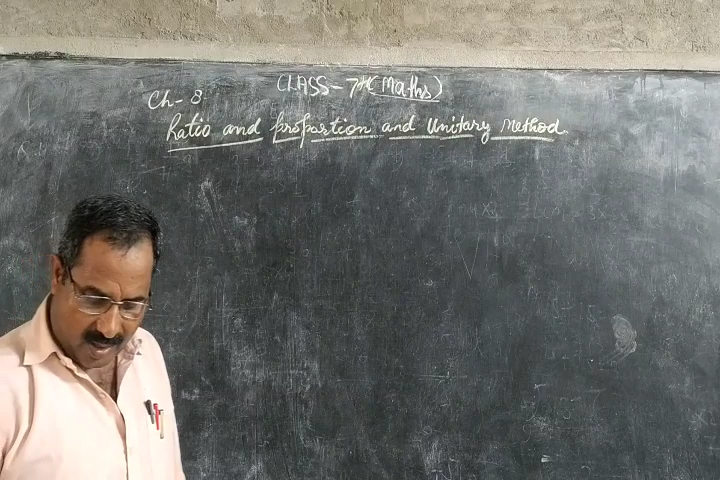 CLASS - 7th (Maths)
Ch- 8
Ratio and proportion and Unitary Method.